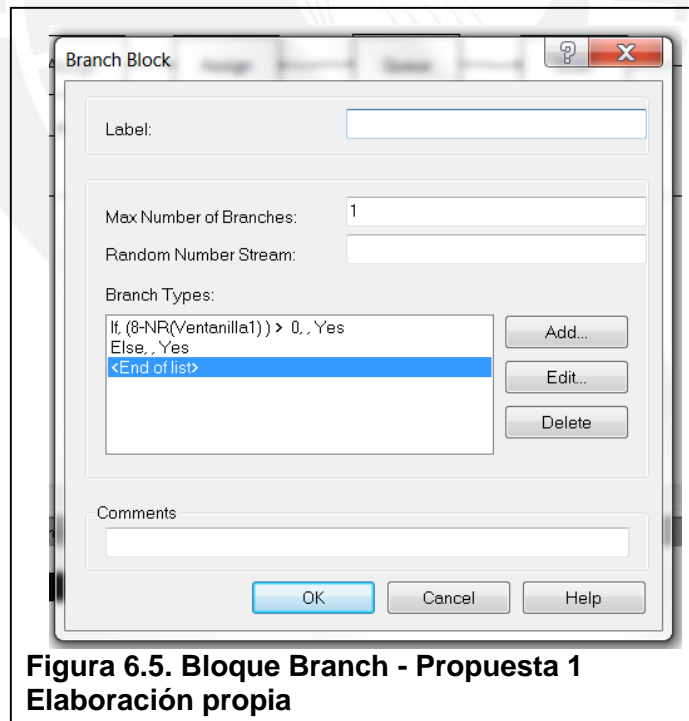 Assign
Queue
Branch Block
Label:
Max Number of Branches:
1
Random Number Stream:
Branch Types:
If, (8-NR(Ventanilla1) ) > 0, , Yes
Else, , Yes
<End of list>
Add...
Edit...
Delete
Comments
OK
Cancel
Help
Figura 6.5. Bloque Branch - Propuesta 1
Elaboración propia